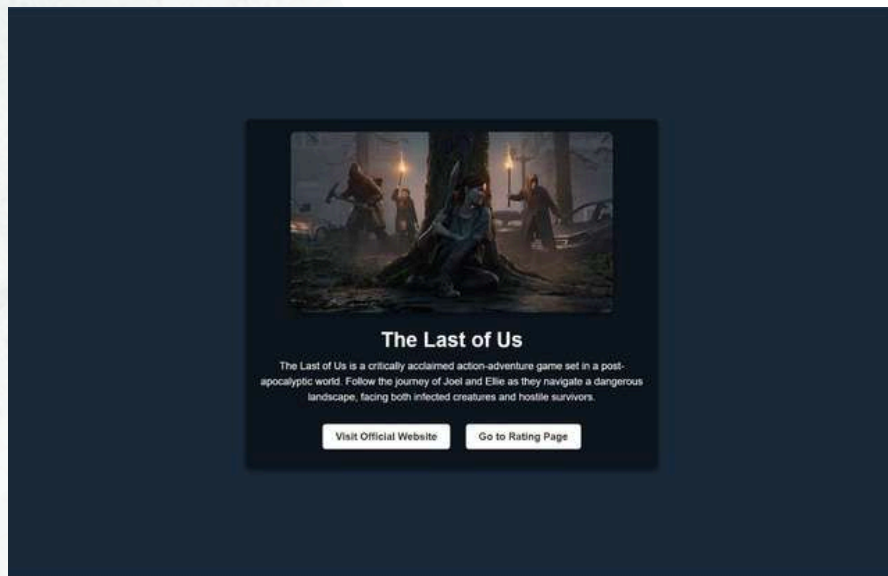 The Last of Us
The Last of Us is a critically acclaimed action-adventure game set in a post-
apocalyptic world. Follow the journey of Joel and Ellie as they navigate a dangerous
landscape, facing both infected creatures and hostile survivors.
Visit Official Website Go to Rating Page